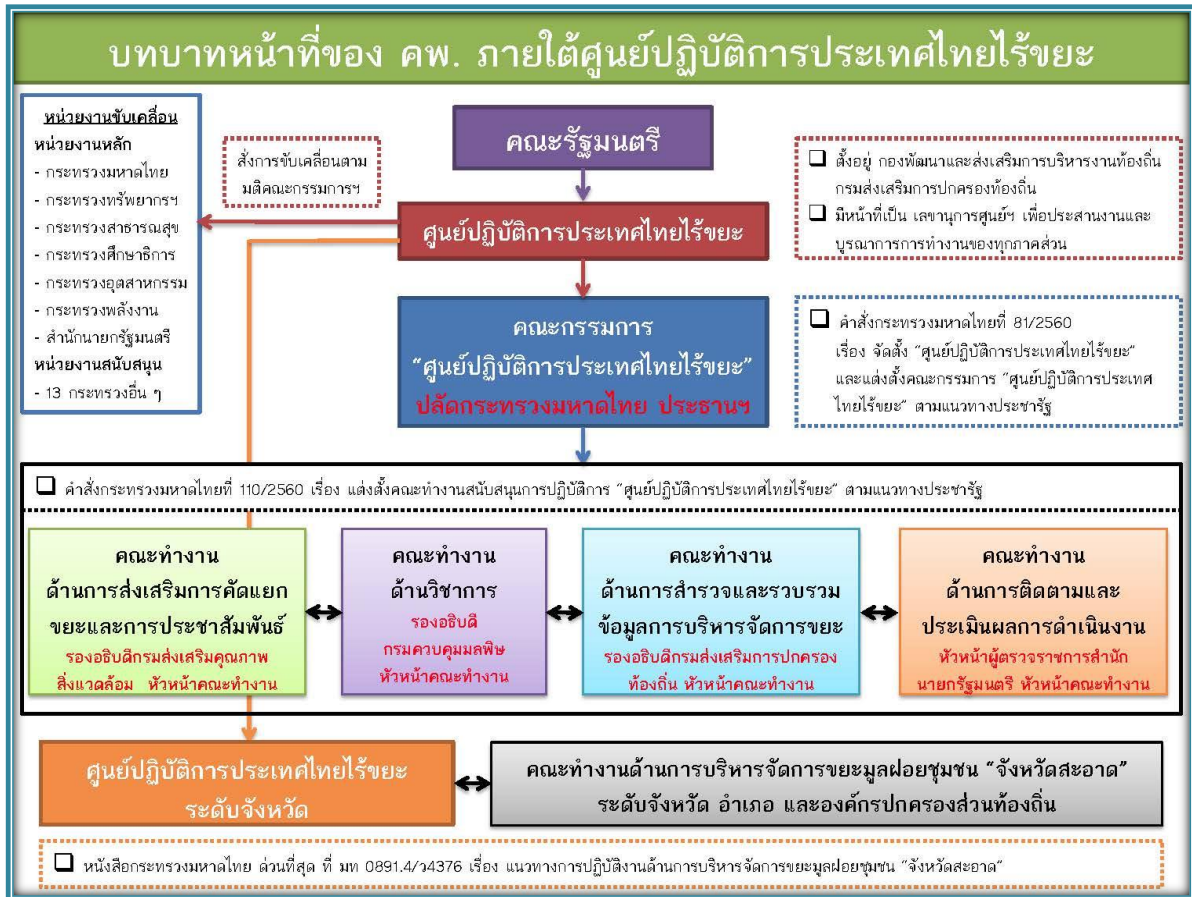 บทบาทหน้าที่ของ คพ. ภายใต้ศูนย์ปฏิบัติการประเทศไทยไร้ขยะ
หน่วยงานขับเคลื่อน
หน่วยงานหลัก
- กระทรวงมหาดไทย
- กระทรวงทรัพยากรฯ
- กระทรวงสาธารณสุข
- กระทรวงศึกษาธิการ
- กระทรวงอุตสาหกรรม
- กระทรวงพลังงาน
- สำนักนายกรัฐมนตรี
หน่วยงานสนับสนุน
- 13 กระทรวงอื่น ๆ
สั่งการขับเคลื่อนตาม
มติคณะกรรมการฯ
คณะรัฐมนตรี
ศูนย์ปฏิบัติการประเทศไทยไร้ขยะ
คณะกรรมการ
“ศูนย์ปฏิบัติการประเทศไทยไร้ขยะ”
ปลัดกระทรวงมหาดไทย ประธานฯ
❑ ตั้งอยู่ กองพัฒนาและส่งเสริมการบริหารงานท้องถิ่น
กรมส่งเสริมการปกครองท้องถิ่น
❑ มีหน้าที่เป็น เลขานุการศูนย์ฯ เพื่อประสานงานและ
บูรณาการการทำงานของทุกภาคส่วน
❑ คำสั่งกระทรวงมหาดไทยที่ 81/2560
เรื่อง จัดตั้ง “ศูนย์ปฏิบัติการประเทศไทยไร้ขยะ”
และแต่งตั้งคณะกรรมการ “ศูนย์ปฏิบัติการประเทศ
ไทยไร้ขยะ” ตามแนวทางประชารัฐ
❑ คำสั่งกระทรวงมหาดไทยที่ 110/2560 เรื่อง แต่งตั้งคณะทำงานสนับสนุนการปฏิบัติการ “ศูนย์ปฏิบัติการประเทศไทยไร้ขยะ” ตามแนวทางประชารัฐ
คณะทำงาน
ด้านการส่งเสริมการคัดแยก
ขยะและการประชาสัมพันธ์
รองอธิบดีกรมส่งเสริมคุณภาพ
สิ่งแวดล้อม หัวหน้าคณะทำงาน
คณะทำงาน
ด้านวิชาการ
รองอธิบดี
กรมควบคุมมลพิษ
หัวหน้าคณะทำงาน
คณะทำงาน
ด้านการสำรวจและรวบรวม
ข้อมูลการบริหารจัดการขยะ
รองอธิบดีกรมส่งเสริมการปกครอง
ท้องถิ่น หัวหน้าคณะทำงาน
คณะทำงาน
ด้านการติดตามและ
ประเมินผลการดำเนินงาน
หัวหน้าผู้ตรวจราชการสำนัก
นายกรัฐมนตรี หัวหน้าคณะทำงาน
ศูนย์ปฏิบัติการประเทศไทยไร้ขยะ
ระดับจังหวัด
คณะทำงานด้านการบริหารจัดการขยะมูลฝอยชุมชน “จังหวัดสะอาด”
ระดับจังหวัด อำเภอ และองค์กรปกครองส่วนท้องถิ่น
❑ หนังสือกระทรวงมหาดไทย ด่วนที่สุด ที่ มท 0891.4/ว4376 เรื่อง แนวทางการปฏิบัติงานด้านการบริหารจัดการขยะมูลฝอยชุมชน “จังหวัดสะอาด”